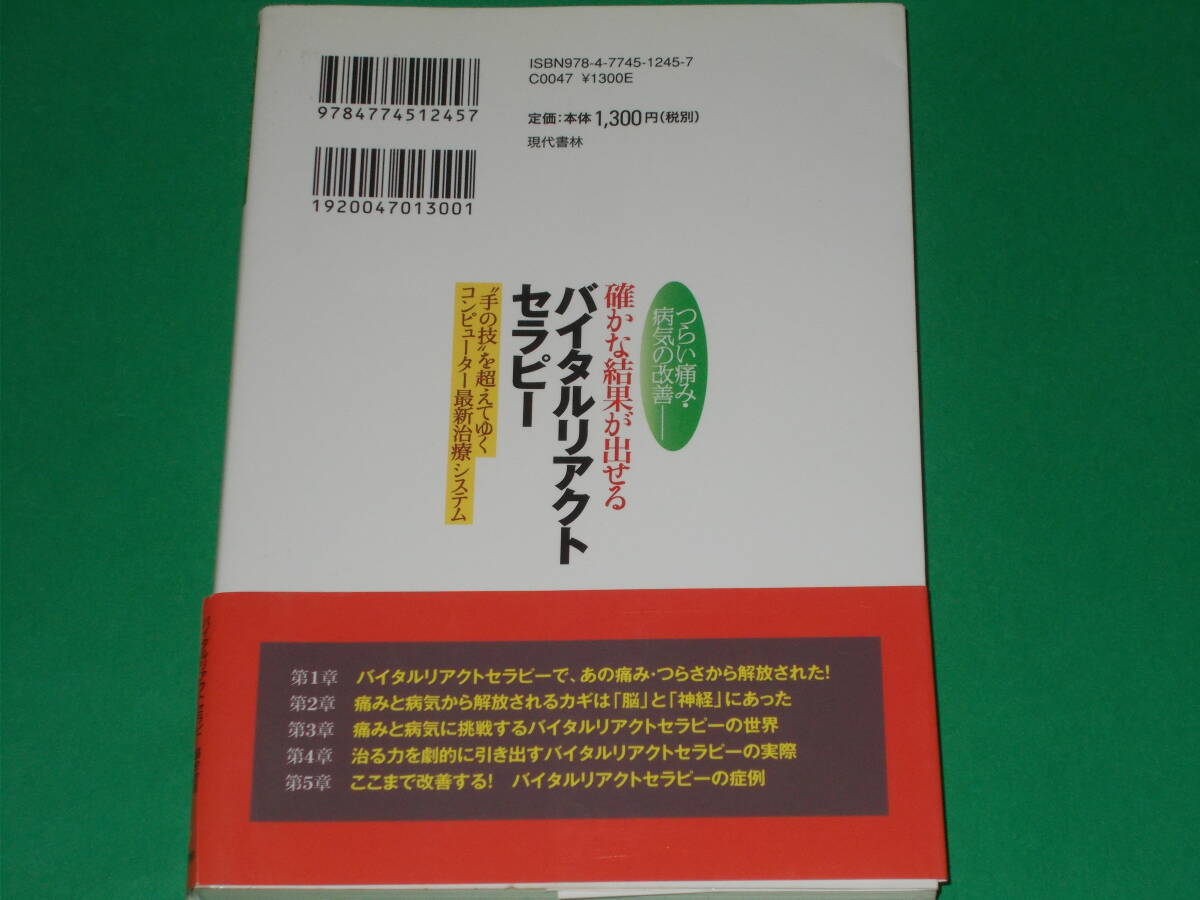 ISBN978-4-7745-1245-7
C0047 ¥1300E
9784774512457
定価:本体1,300円(税別)
現代書林
1920047013001
つらい痛み・
病気の改善──
確かな結果が出せる
バイタルリアクト
セラピー
"手の技"を超えてゆく
コンピューター最新治療システム
第1章 バイタルリアクトセラピーで、あの痛み・つらさから解放された!
第2章 痛みと病気から解放されるカギは「脳」と「神経」にあった
第3章 痛みと病気に挑戦するバイタルリアクトセラピーの世界
第4章 治る力を劇的に引き出すバイタルリアクトセラピーの実際
第5章 ここまで改善する! バイタルリアクトセラピーの症例